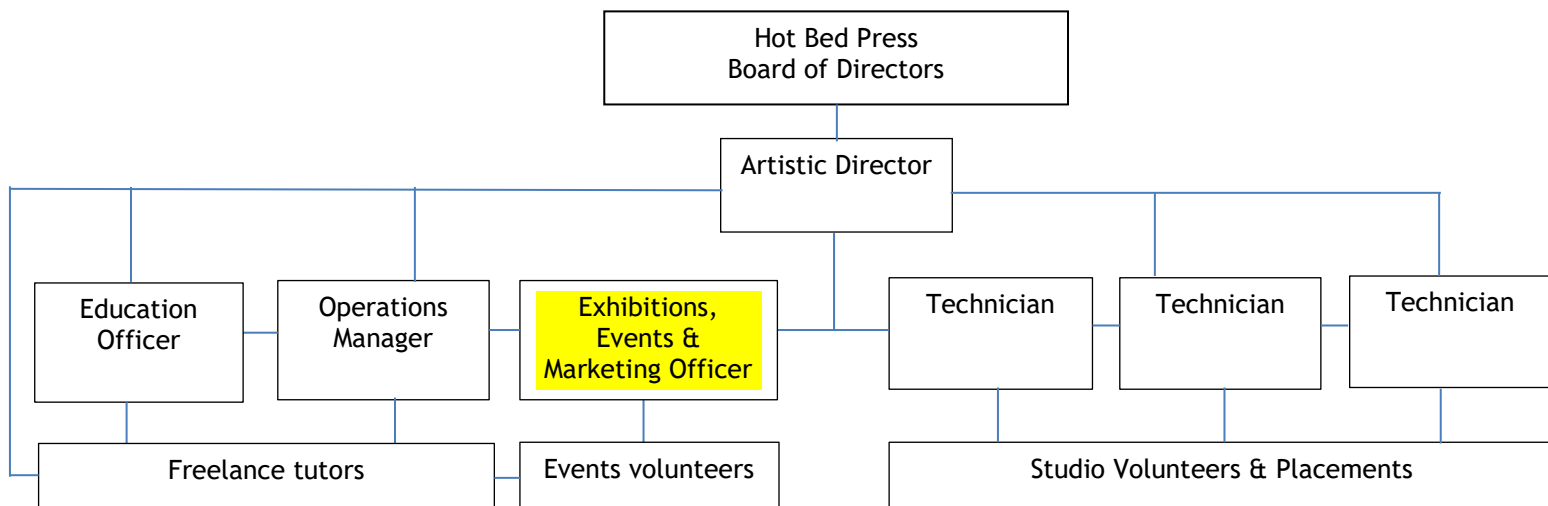 Hot Bed Press
Board of Directors
Artistic Director
Education
Officer
Operations
Manager
Exhibitions,
Events &
Marketing Officer
Technician
Technician
Technician
Freelance tutors
Events volunteers
Studio Volunteers & Placements